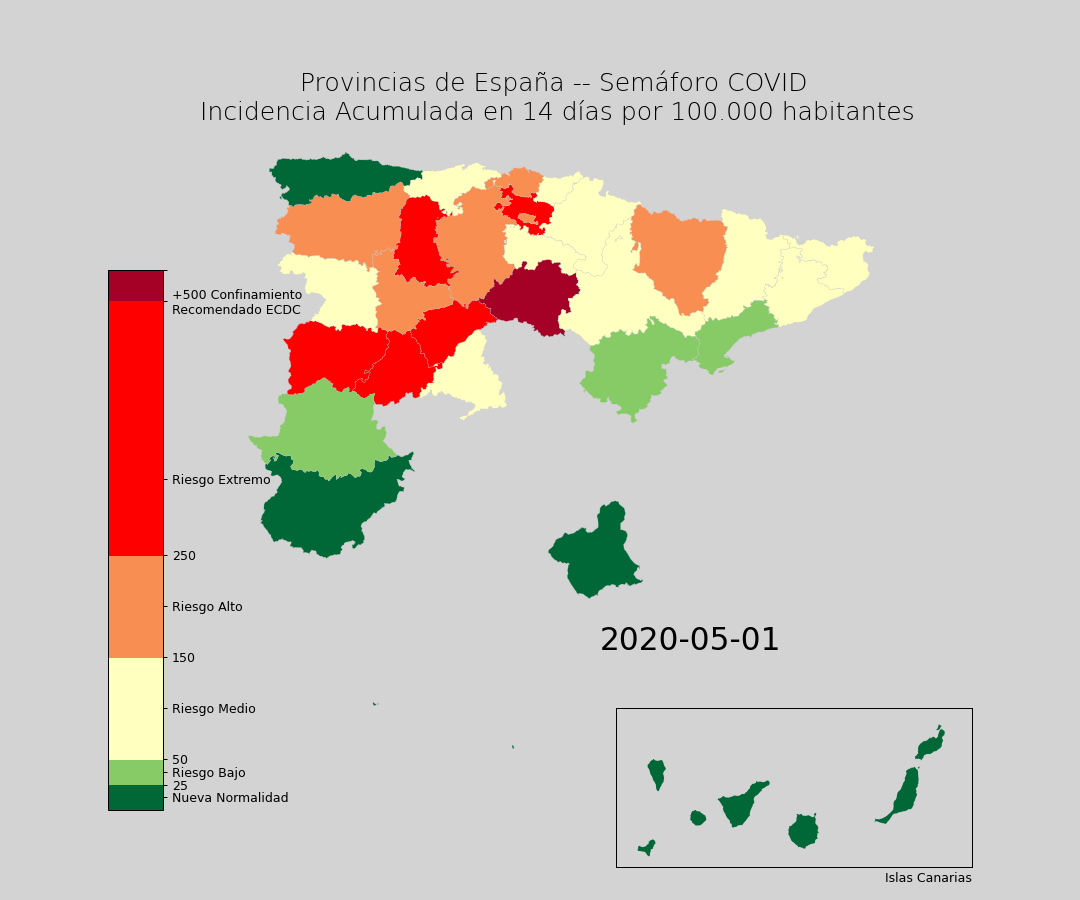 Provincias de España -- Semáforo COVID
Incidencia Acumulada en 14 días por 100.000 habitantes
+500 Confinamiento
Recomendado ECDC
Riesgo Extremo
250
Riesgo Alto
150
Riesgo Medio
50
Riesgo Bajo
25
Nueva Normalidad
2020-05-01
Islas Canarias